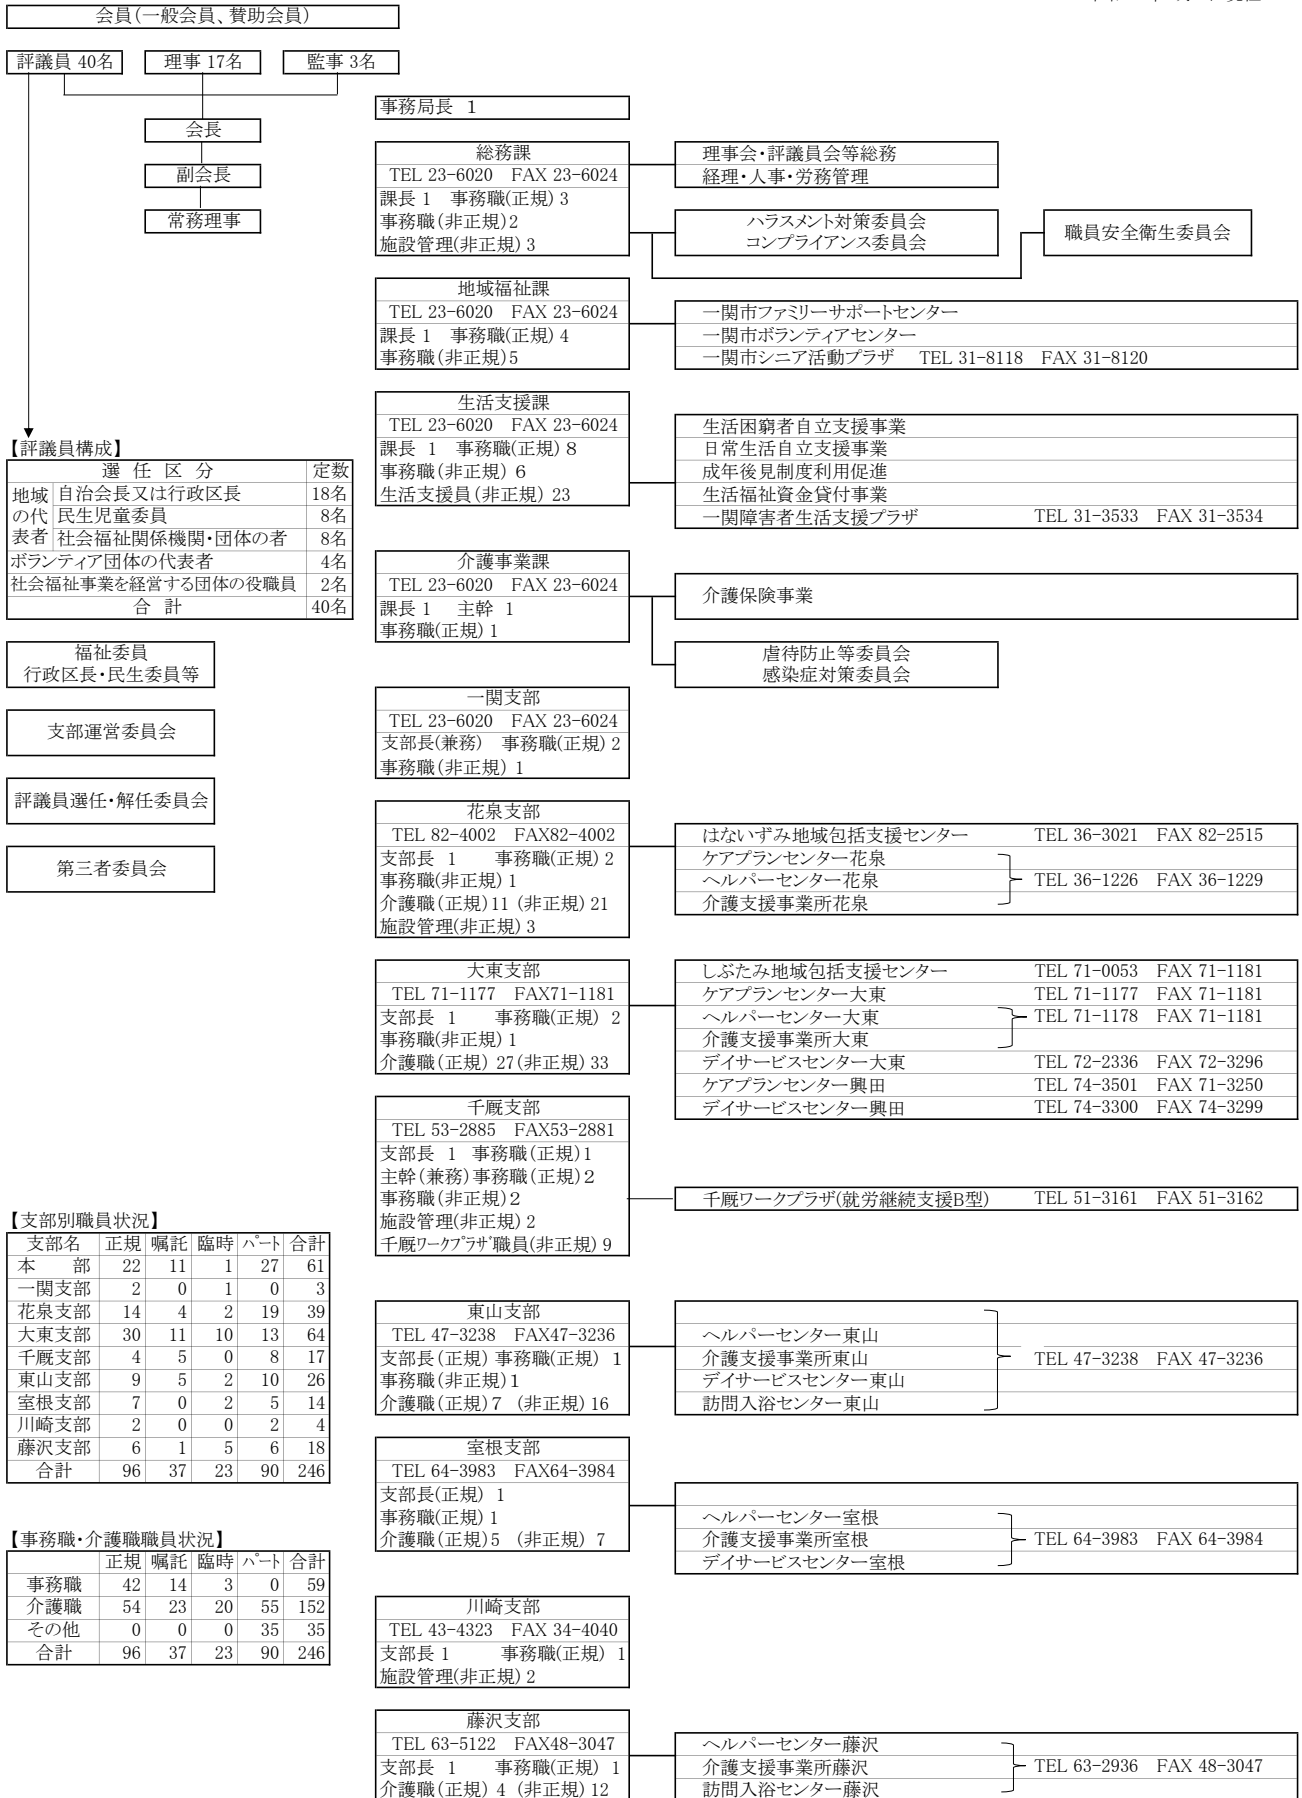 会員(一般会員、賛助会員)
評議員 40名
理事 17名
監事 3名
会長
副会長
常務理事
事務局長 1
総務課
TEL 23-6020 FAX 23-6024
課長 1 事務職(正規) 3
事務職(非正規) 2
施設管理(非正規) 3
理事会・評議員会等総務
経理・人事・労務管理
ハラスメント対策委員会
コンプライアンス委員会
職員安全衛生委員会
地域福祉課
TEL 23-6020 FAX 23-6024
課長 1 事務職(正規) 4
事務職(非正規) 5
一関市ファミリーサポートセンター
一関市ボランティアセンター
一関市シニア活動プラザ TEL 31-8118 FAX 31-8120
生活支援課
TEL 23-6020 FAX 23-6024
課長 1 事務職(正規) 8
事務職(非正規) 6
生活支援員(非正規) 23
生活困窮者自立支援事業
日常生活自立支援事業
成年後見制度利用促進
生活福祉資金貸付事業
一関障害者生活支援プラザ TEL 31-3533 FAX 31-3534
【評議員構成】
選任区分 定数
地域の代表者
自治会長又は行政区長 18名
民生児童委員 8名
社会福祉関係機関・団体の者 8名
ボランティア団体の代表者 4名
社会福祉事業を経営する団体の役職員 2名
合計 40名
介護事業課
TEL 23-6020 FAX 23-6024
課長 1 主幹 1
事務職(正規) 1
介護保険事業
虐待防止等委員会
感染症対策委員会
福祉委員
行政区長・民生委員等
支部運営委員会
評議員選任・解任委員会
第三者委員会
一関支部
TEL 23-6020 FAX 23-6024
支部長(兼務) 事務職(正規) 2
事務職(非正規) 1
花泉支部
TEL 82-4002 FAX82-4002
支部長 1 事務職(正規) 2
事務職(非正規) 1
介護職(正規) 11 (非正規) 21
施設管理(非正規) 3
はないずみ地域包括支援センター TEL 36-3021 FAX 82-2515
ケアプランセンター花泉
ヘルパーセンター花泉 TEL 36-1226 FAX 36-1229
介護支援事業所花泉
大東支部
TEL 71-1177 FAX71-1181
支部長 1 事務職(正規) 2
事務職(非正規) 1
介護職(正規) 27(非正規) 33
しぶたみ地域包括支援センター TEL 71-0053 FAX 71-1181
ケアプランセンター大東 TEL 71-1177 FAX 71-1181
ヘルパーセンター大東 TEL 71-1178 FAX 71-1181
介護支援事業所大東
デイサービスセンター大東 TEL 72-2336 FAX 72-3296
ケアプランセンター興田 TEL 74-3501 FAX 71-3250
デイサービスセンター興田 TEL 74-3300 FAX 74-3299
千厩支部
TEL 53-2885 FAX53-2881
支部長 1 事務職(正規) 1
主幹(兼務)事務職(正規) 2
事務職(非正規) 2
施設管理(非正規) 2
千厩ワークプラザ職員(非正規) 9
千厩ワークプラザ(就労継続支援B型) TEL 51-3161 FAX 51-3162
【支部別職員状況】
支部名 正規 嘱託 臨時 パート 合計
本部 22 11 1 27 61
一関支部 2 0 1 0 3
花泉支部 14 4 2 19 39
大東支部 30 11 10 13 64
千厩支部 4 5 0 8 17
東山支部 9 5 2 10 26
室根支部 7 0 2 5 14
川崎支部 2 0 0 2 4
藤沢支部 6 1 5 6 18
合計 96 37 23 90 246
東山支部
TEL 47-3238 FAX47-3236
支部長(正規) 事務職(正規) 1
事務職(非正規) 1
介護職(正規) 7 (非正規) 16
ヘルパーセンター東山
介護支援事業所東山 TEL 47-3238 FAX 47-3236
デイサービスセンター東山
訪問入浴センター東山
室根支部
TEL 64-3983 FAX64-3984
支部長(正規) 1
事務職(正規) 1
介護職(正規) 5 (非正規) 7
ヘルパーセンター室根
介護支援事業所室根 TEL 64-3983 FAX 64-3984
デイサービスセンター室根
【事務職・介護職職員状況】
正規 嘱託 臨時 パート 合計
事務職 42 14 3 0 59
介護職 54 23 20 55 152
その他 0 0 0 35 35
合計 96 37 23 90 246
川崎支部
TEL 43-4323 FAX 34-4040
支部長 1 事務職(正規) 1
施設管理(非正規) 2
藤沢支部
TEL 63-5122 FAX48-3047
支部長 1 事務職(正規) 1
介護職(正規) 4 (非正規) 12
ヘルパーセンター藤沢
介護支援事業所藤沢 TEL 63-2936 FAX 48-3047
訪問入浴センター藤沢